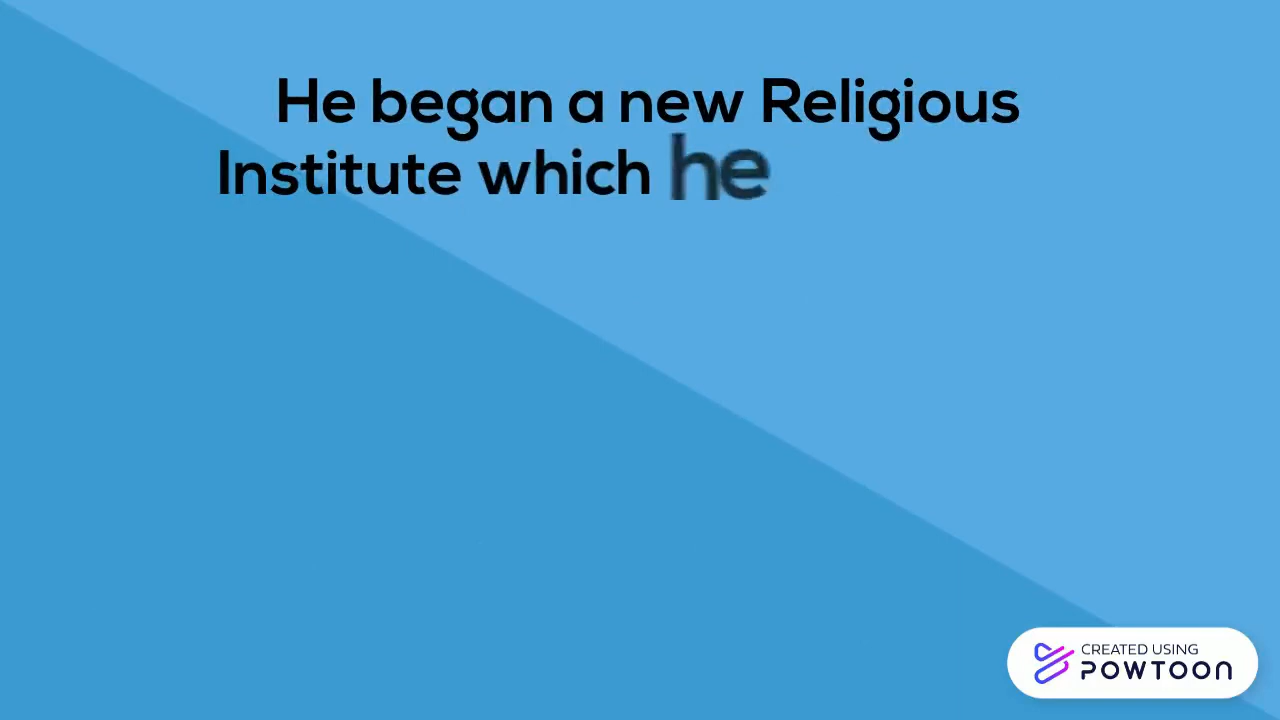 He began a new Religious
Institute which he
CREATED USING
POWTOON